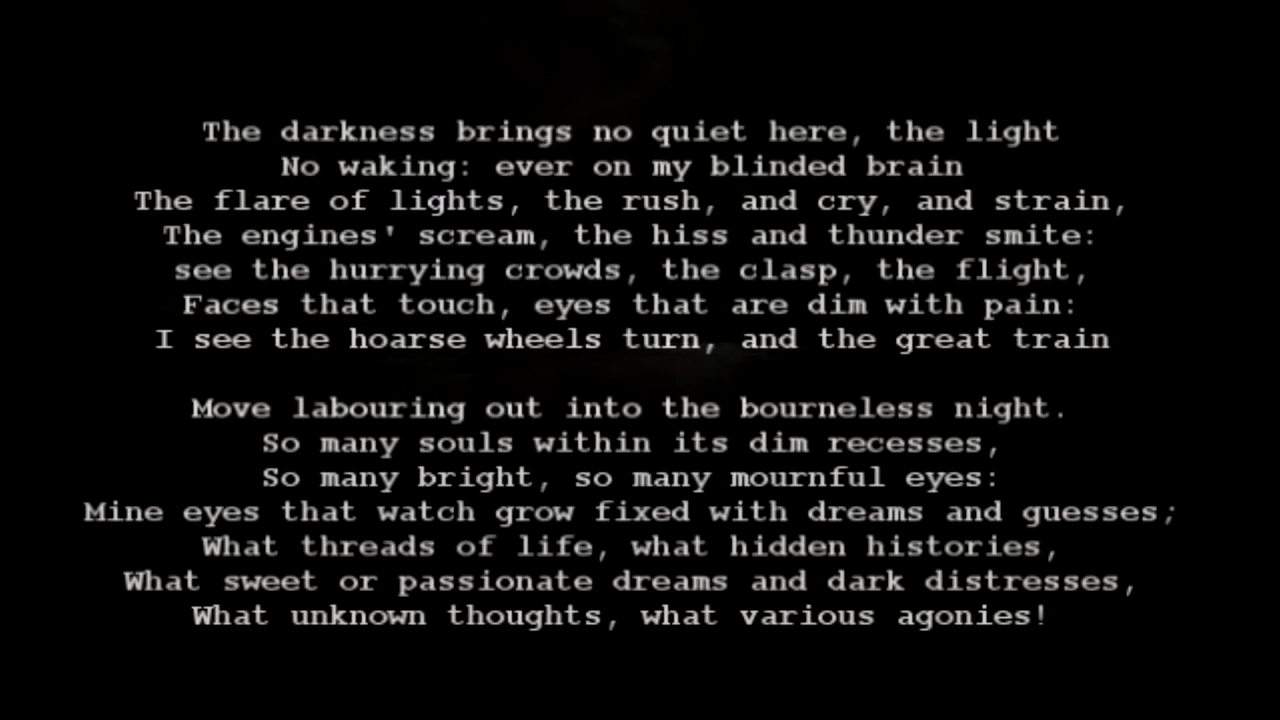 The darkness brings no quiet here, the light
No waking: ever on my blinded brain
The flare of lights, the rush, and cry, and strain,
The engines' scream, the hiss and thunder smite:
see the hurrying crowds, the clasp, the flight,
Faces that touch, eyes that are dim with pain:
I see the hoarse wheels turn, and the great train

Move labouring out into the bourneless night.
So many souls within its dim recesses,
So many bright, so many mournful eyes:
Mine eyes that watch grow fixed with dreams and guesses;
What threads of life, what hidden histories,
What sweet or passionate dreams and dark distresses,
What unknown thoughts, what various agonies!